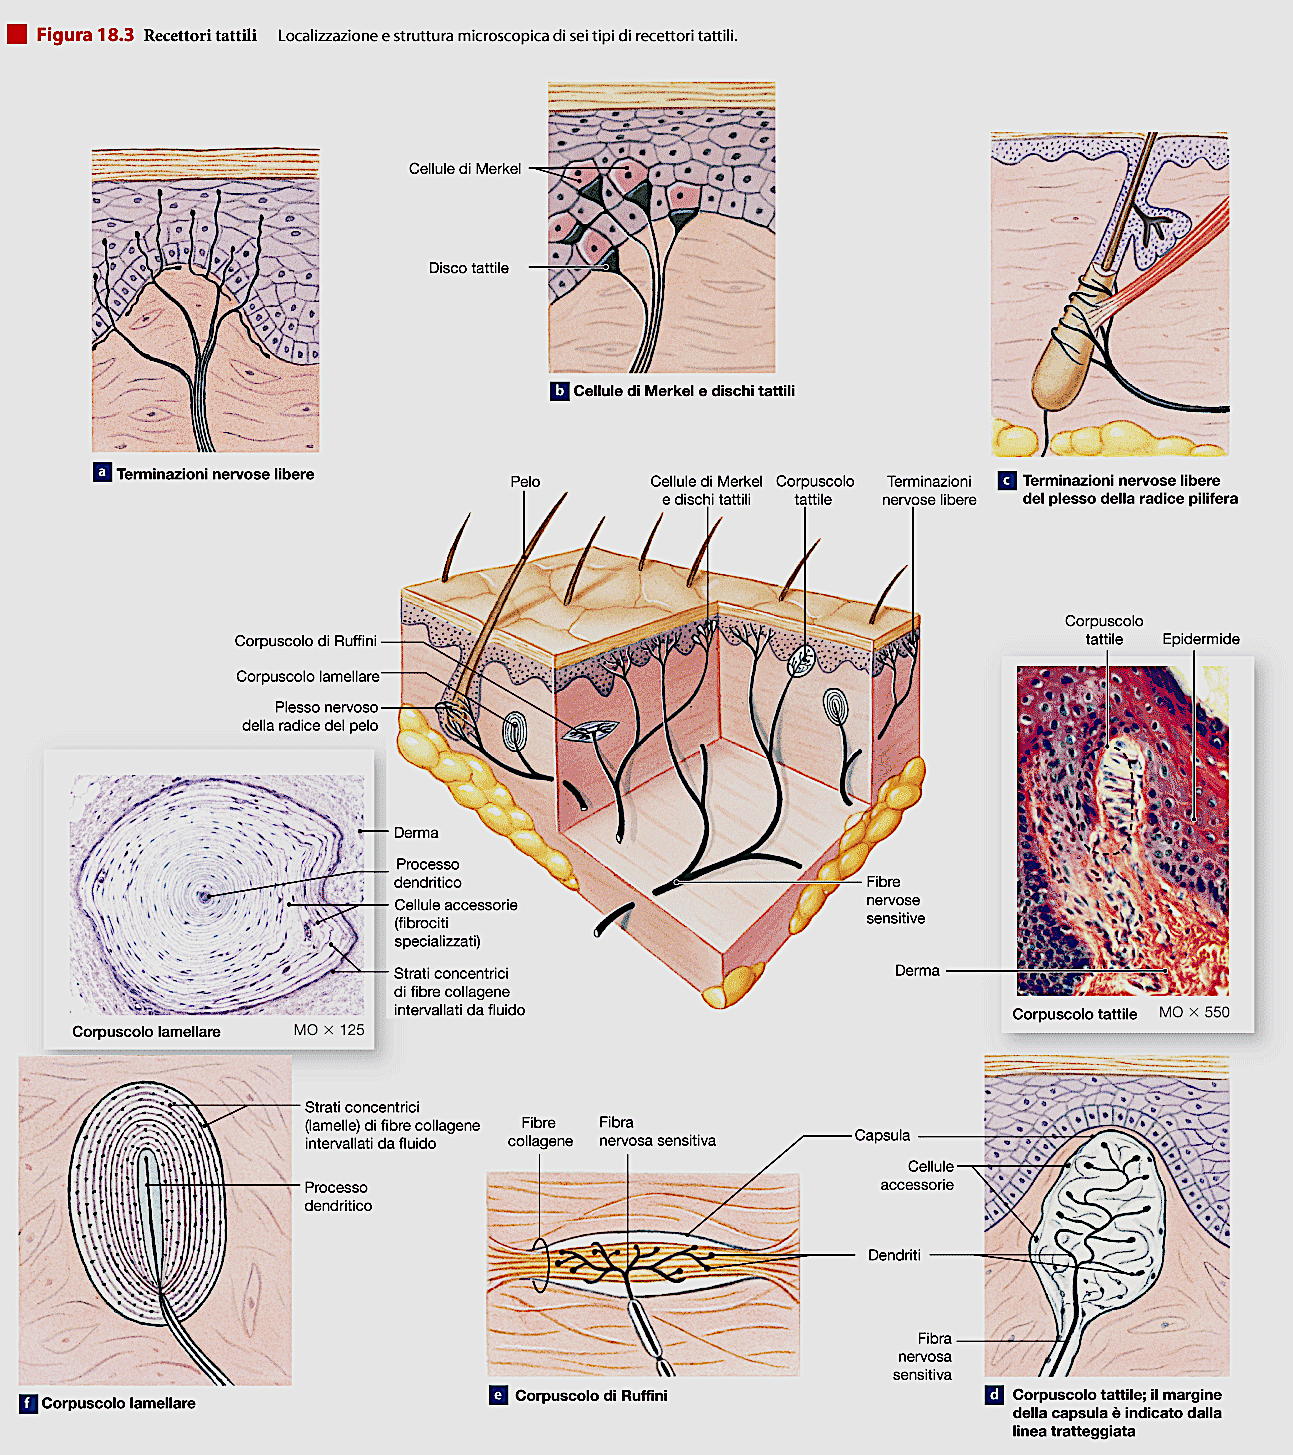 Figura 18.3 Recettori tattili Localizzazione e struttura microscopica di sei tipi di recettori tattili.
Cellule di Merkel
Disco tattile
a Terminazioni nervose libere
b Cellule di Merkel e dischi tattili
c Terminazioni nervose libere
del plesso della radice pilifera
Pelo
Cellule di Merkel
e dischi tattili
Corpuscolo
tattile
Terminazioni
nervose libere
Corpuscolo di Ruffini
Corpuscolo lamellare
Plesso nervoso
della radice del pelo
Corpuscolo
tattile
Epidermide
Derma
Processo
dendritico
Cellule accessorie
(fibrociti
specializzati)
Strati concentrici
di fibre collagene
intervallati da fluido
Corpuscolo lamellare MO × 125
Fibre
nervose
sensitive
Derma
Corpuscolo tattile MO × 550
Strati concentrici
(lamelle) di fibre collagene
intervallati da fluido
Processo
dendritico
f Corpuscolo lamellare
Fibre
collagene
Fibra
nervosa sensitiva
Capsula
Cellule
accessorie
Dendriti
Fibra
nervosa
sensitiva
e Corpuscolo di Ruffini
d Corpuscolo tattile; il margine
della capsula è indicato dalla
linea tratteggiata